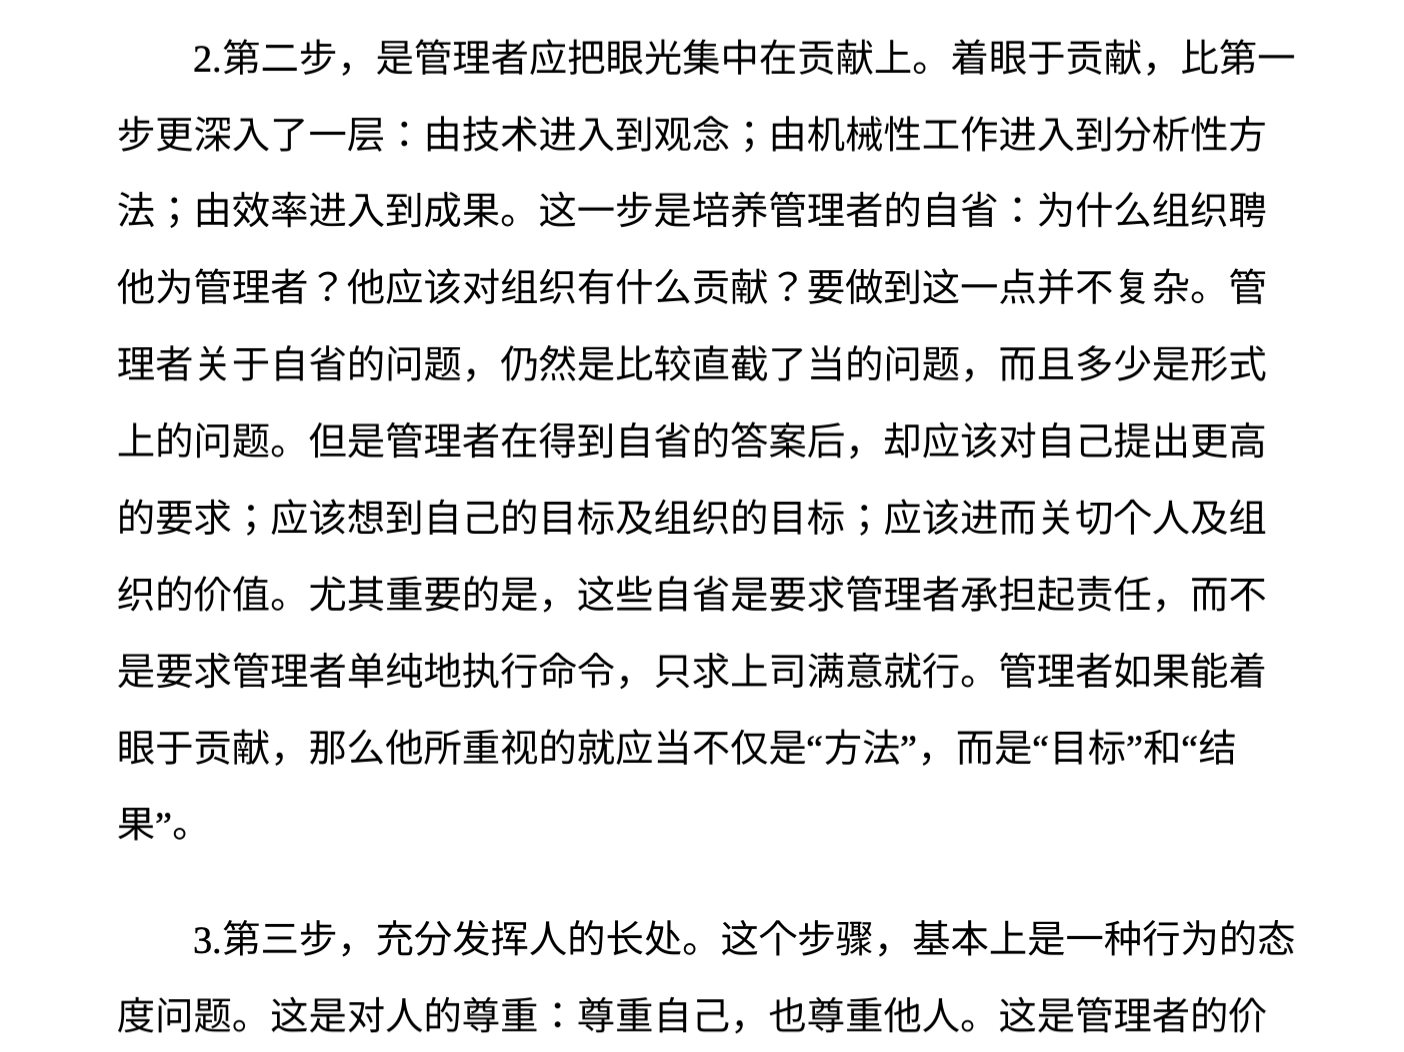 2.第二步，是管理者应把眼光集中在贡献上。着眼于贡献，比第一
步更深入了一层：由技术进入到观念；由机械性工作进入到分析性方
法；由效率进入到成果。这一步是培养管理者的自省：为什么组织聘
他为管理者？他应该对组织有什么贡献？要做到这一点并不复杂。管
理者关于自省的问题，仍然是比较直截了当的问题，而且多少是形式
上的问题。但是管理者在得到自省的答案后，却应该对自己提出更高
的要求；应该想到自己的目标及组织的目标；应该进而关切个人及组
织的价值。尤其重要的是，这些自省是要求管理者承担起责任，而不
是要求管理者单纯地执行命令，只求上司满意就行。管理者如果能着
眼于贡献，那么他所重视的就应当不仅是“方法”，而是“目标”和“结
果”。
3.第三步，充分发挥人的长处。这个步骤，基本上是一种行为的态
度问题。这是对人的尊重：尊重自己，也尊重他人。这是管理者的价